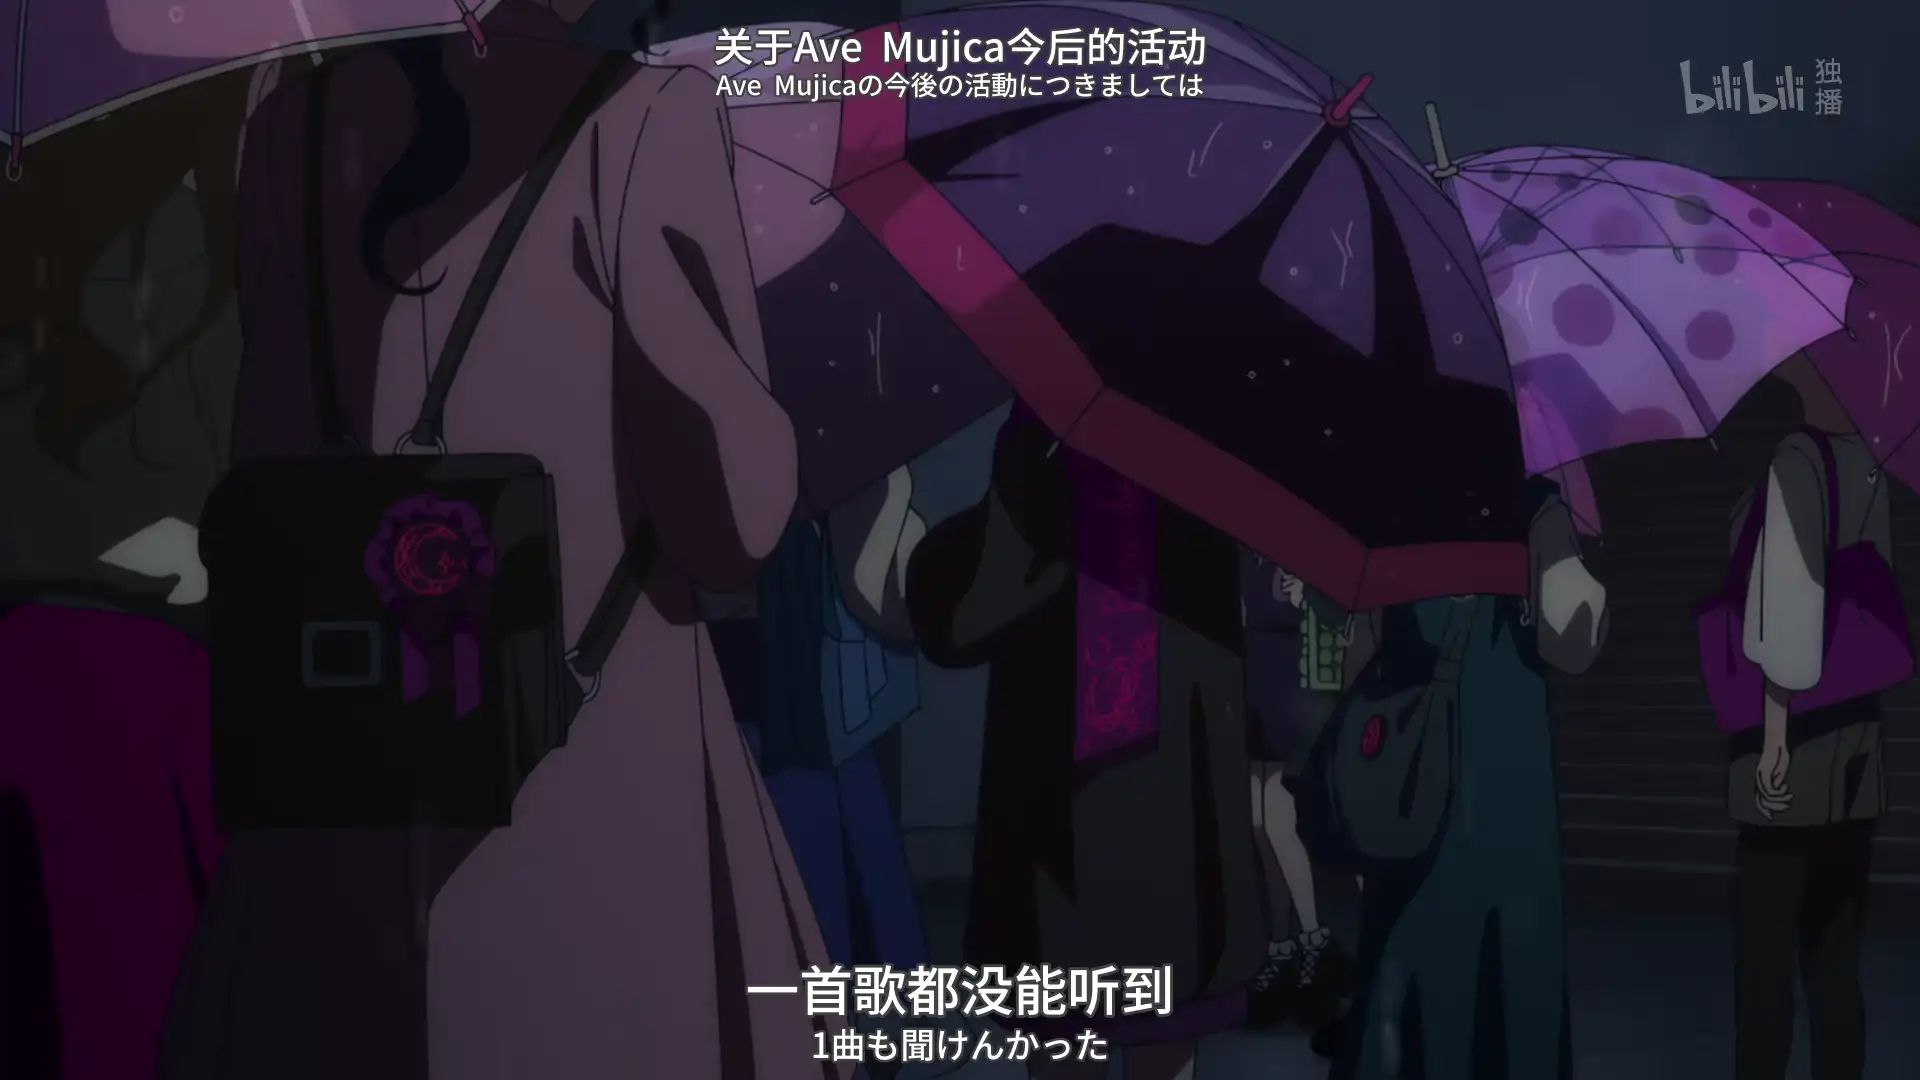 关于Ave Mujica今后的活动
Ave Mujicaの今後の活動につきましては
bilibili 独播
一首歌都没能听到
1曲も聞けんかった